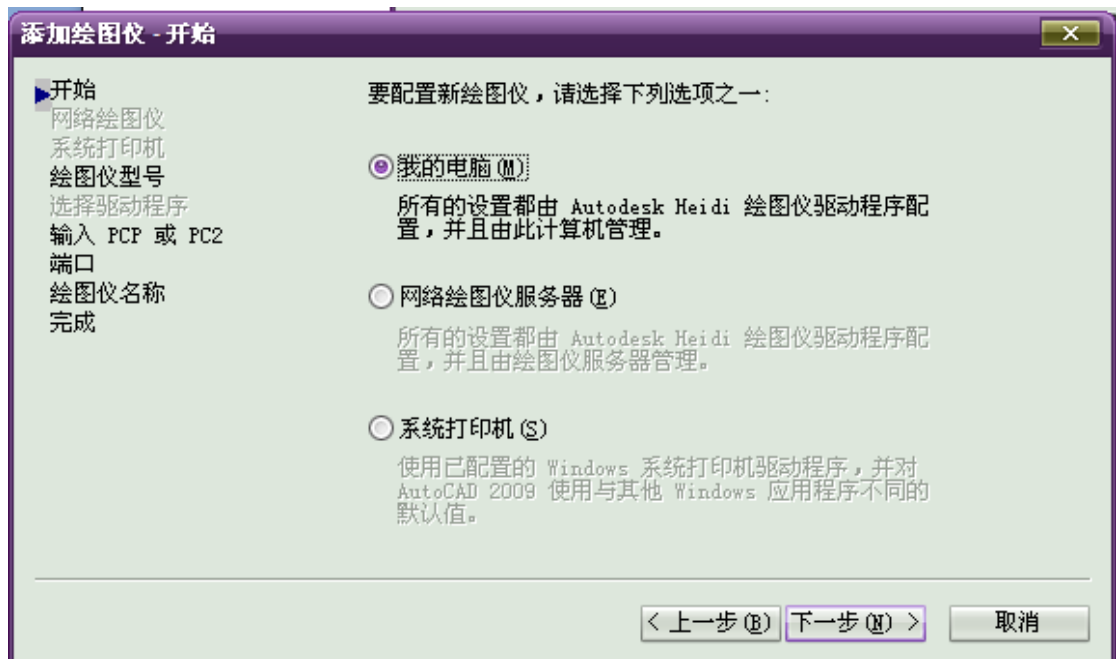 添加绘图仪 - 开始
开始
网络绘图仪
系统打印机
绘图仪型号
选择驱动程序
输入 PCP 或 PC2
端口
绘图仪名称
完成
要配置新绘图仪，请选择下列选项之一:
我的电脑(M)
所有的设置都由 Autodesk Heidi 绘图仪驱动程序配
置，并且由此计算机管理。
网络绘图仪服务器(E)
所有的设置都由 Autodesk Heidi 绘图仪驱动程序配
置，并且由绘图仪服务器管理。
系统打印机(S)
使用已配置的 Windows 系统打印机驱动程序，并对
AutoCAD 2009 使用与其他 Windows 应用程序不同的
默认值。
< 上一步(B)
下一步(N) >
取消